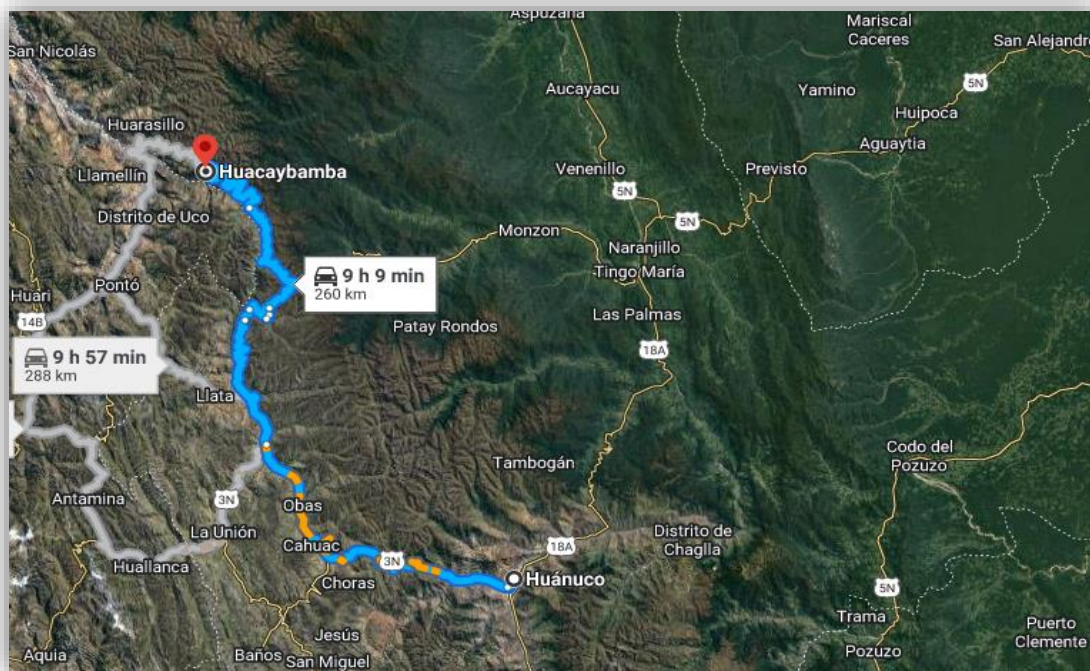 Aspuzana
Mariscal
Caceres
San Nicolás
San Alejandro
5N
Aucayacu
Yamino
Huipoca
Huarasillo
Aguaytia
Huacaybamba
Llamellín
Venenillo
Previsto
5N
5N
Distrito de Uco
Monzon
Naranjillo
Tingo María
9 h 9 min
260 km
Pontó
Huari
14B
Las Palmas
Patay Rondos
18A
9 h 57 min
288 km
Llata
Codo del
Pozuzo
Tambogán
Antamina
3N
Obas
La Unión
Distrito de
Chaglla
Cahuac
18A
Huallanca
3N
Choras
Huánuco
5N
Trama
Puerto
Clemente
Jesús
Aquia
Baños
San Miguel
Pozuzo